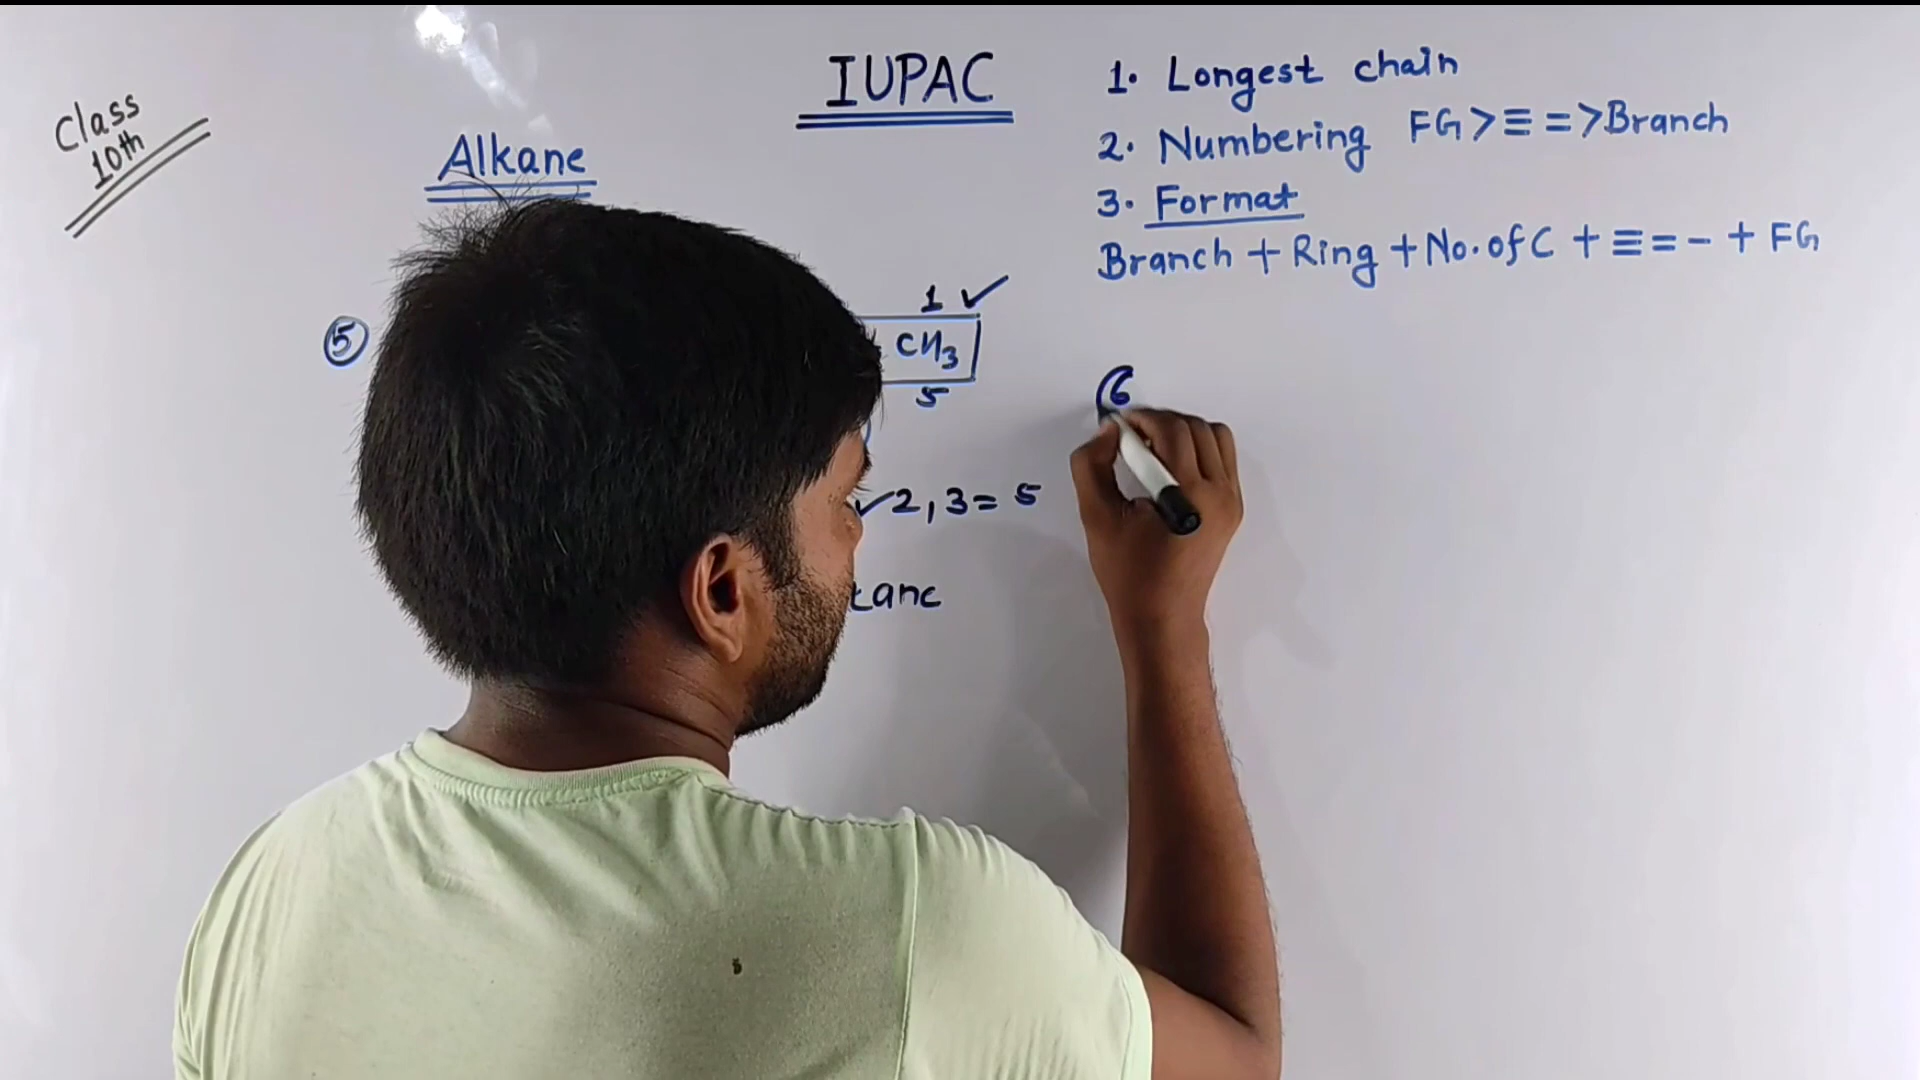 Class
10th
IUPAC
Alkane
1. Longest chain
2. Numbering FG > ≡ = > Branch
3. Format
Branch + Ring + No. of C + ≡ = - + FG
5
1 ✓
CH3
5
✓ 2, 3 = 5
6